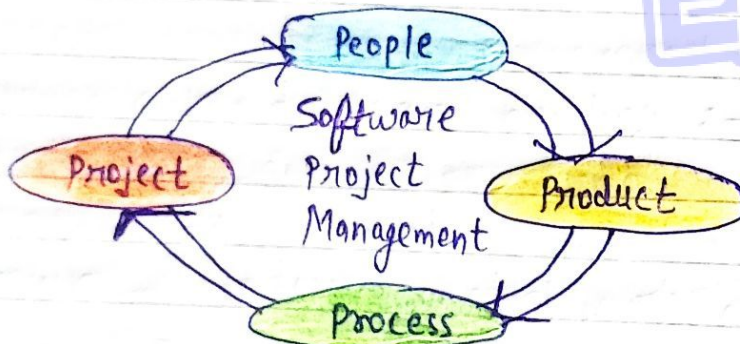 People
Software
Project
Project
Management
Product
Process